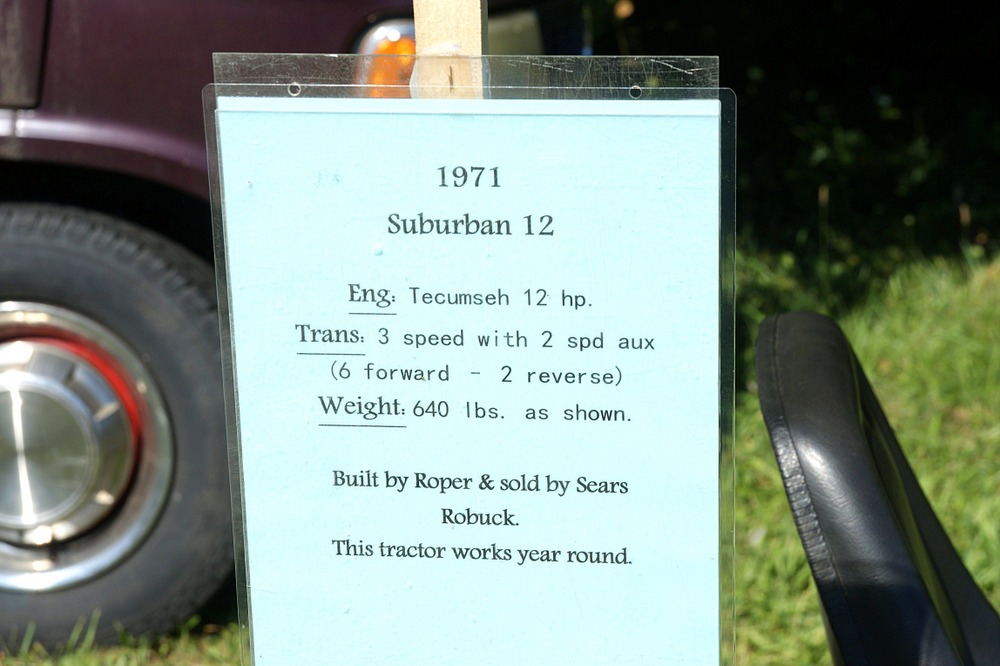 1971
Suburban 12
Eng: Tecumseh 12 hp.
Trans: 3 speed with 2 spd aux
(6 forward - 2 reverse)
Weight: 640 lbs. as shown.
Built by Roper & sold by Sears
Robuck.
This tractor works year round.